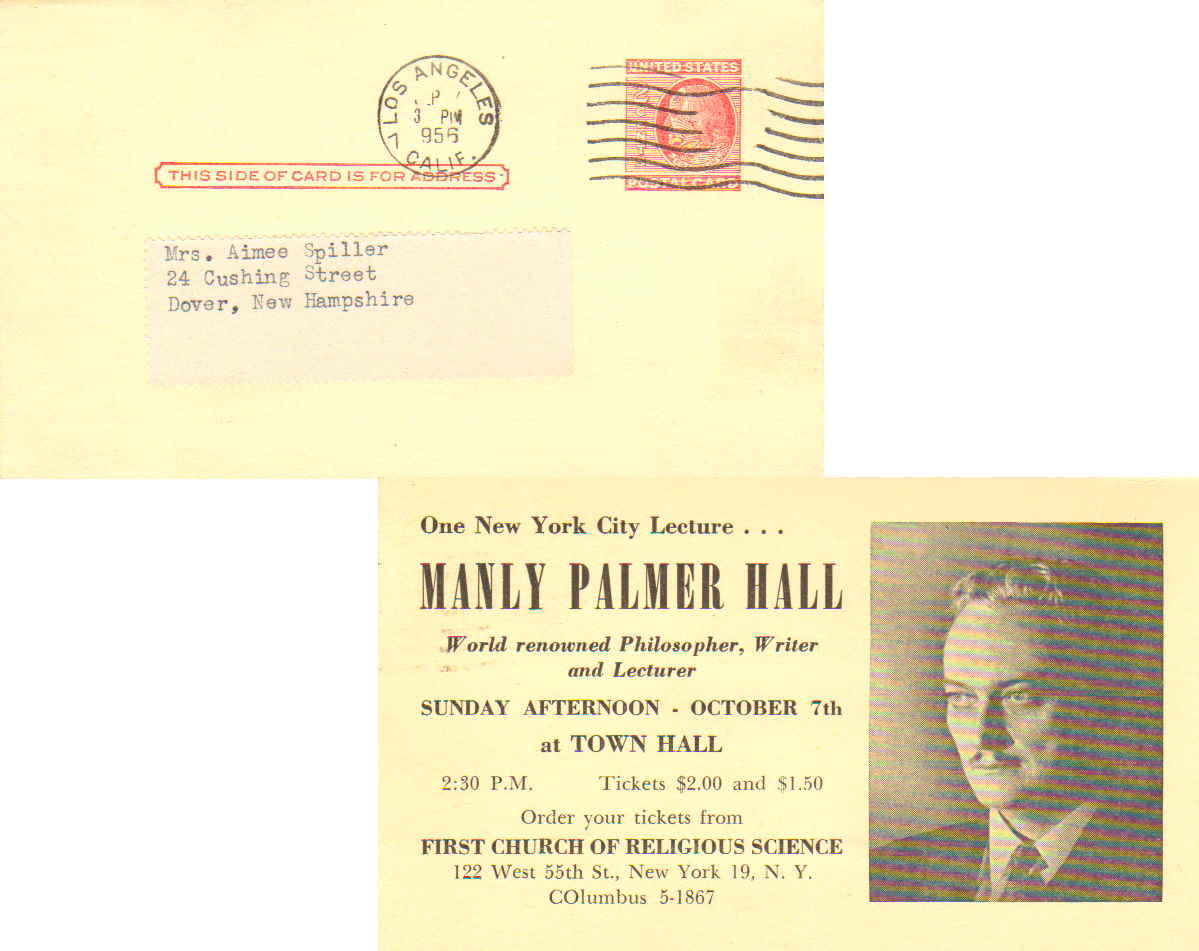 LOS ANGELES
3 PM
956
CALIF.
UNITED STATES
POSTAL CARD
THIS SIDE OF CARD IS FOR ADDRESS
Mrs. Aimee Spiller
24 Cushing Street
Dover, New Hampshire
One New York City Lecture . . .
MANLY PALMER HALL
World renowned Philosopher, Writer
and Lecturer
SUNDAY AFTERNOON - OCTOBER 7th
at TOWN HALL
2:30 P.M. Tickets $2.00 and $1.50
Order your tickets from
FIRST CHURCH OF RELIGIOUS SCIENCE
122 West 55th St., New York 19, N. Y.
COlumbus 5-1867